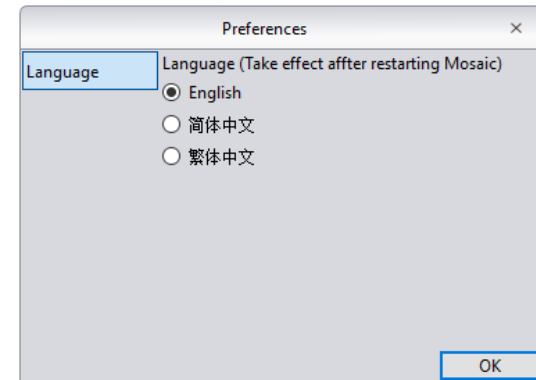 Preferences
Language
Language (Take effect affter restarting Mosaic)
English
简体中文
繁体中文
OK